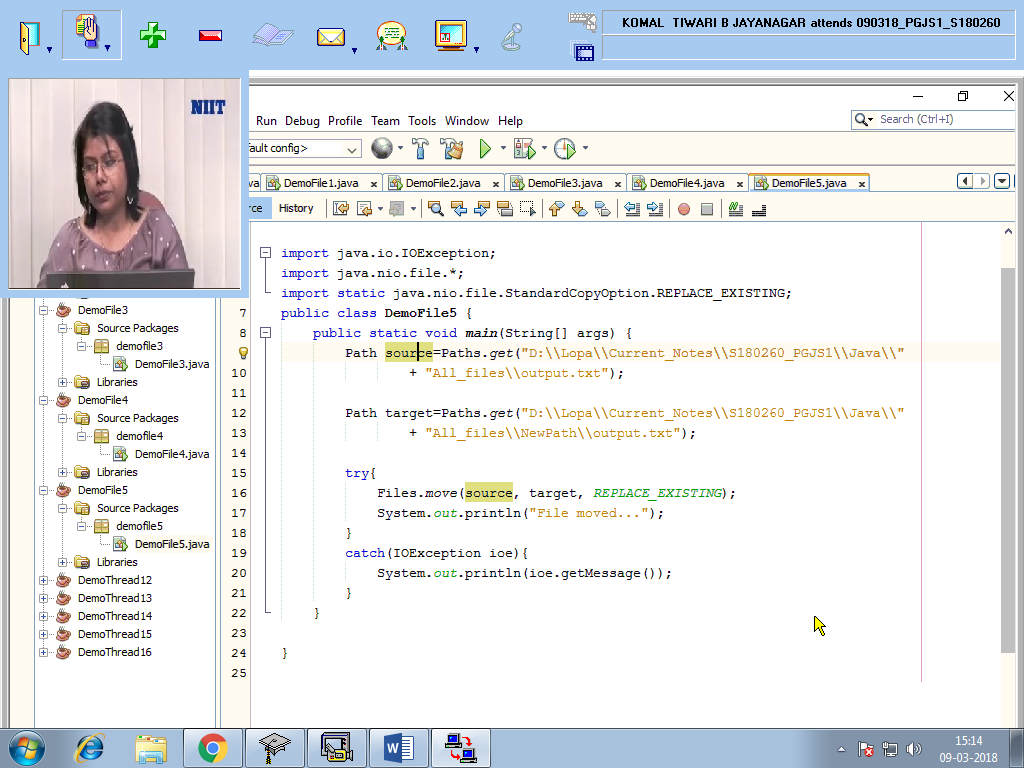 KOMAL TIWARI B JAYANAGAR attends 090318_PGJS1_S180260
NIIT
Run Debug Profile Team Tools Window Help
Search (Ctrl+I)
ault config>
va DemoFile1.java DemoFile2.java DemoFile3.java DemoFile4.java DemoFile5.java
rce History
import java.io.IOException;
import java.nio.file.*;
import static java.nio.file.StandardCopyOption.REPLACE_EXISTING;
7 public class DemoFile5 {
8 public static void main(String[] args) {
Path source=Paths.get("D:\\Lopa\\Current_Notes\\S180260_PGJS1\\Java\\"
10 + "All_files\\output.txt");
11
12 Path target=Paths.get("D:\\Lopa\\Current_Notes\\S180260_PGJS1\\Java\\"
13 + "All_files\\NewPath\\output.txt");
14
15 try{
16 Files.move(source, target, REPLACE_EXISTING);
17 System.out.println("File moved...");
18 }
19 catch(IOException ioe){
20 System.out.println(ioe.getMessage());
21 }
22 }
23
24 }
25
DemoFile3
Source Packages
demofile3
DemoFile3.java
Libraries
DemoFile4
Source Packages
demofile4
DemoFile4.java
Libraries
DemoFile5
Source Packages
demofile5
DemoFile5.java
Libraries
DemoThread12
DemoThread13
DemoThread14
DemoThread15
DemoThread16
15:14
09-03-2018